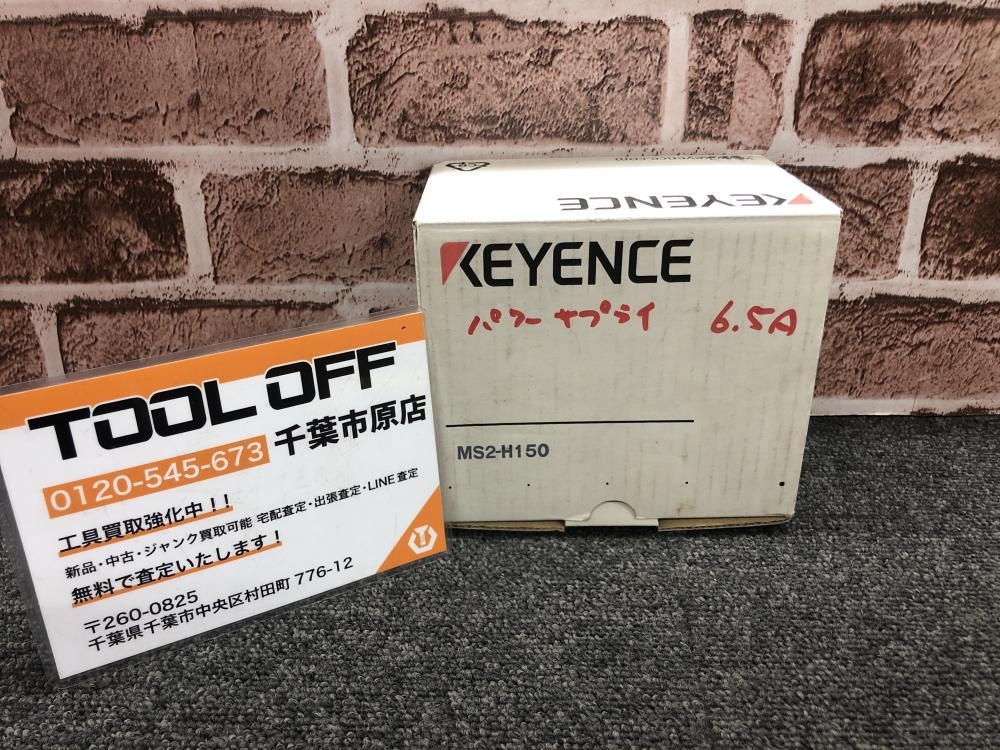 KEYENCE
KEYENCE
パワーサプライ 6.5A
MS2-H150
TOOL OFF
0120-545-673 千葉市原店
工具買取強化中！！
新品・中古・ジャンク買取可能 宅配査定・出張査定・LINE査定
無料で査定いたします！
〒260-0825
千葉県千葉市中央区村田町 776-12